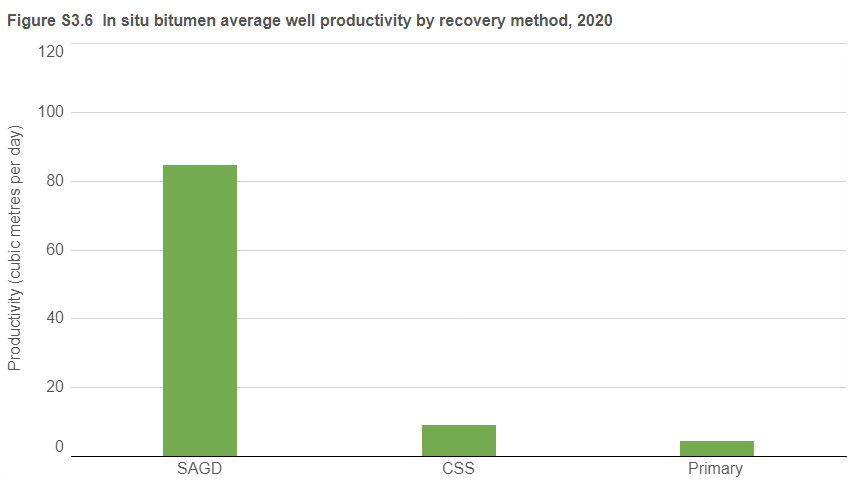 Figure S3.6 In situ bitumen average well productivity by recovery method, 2020
120
100
80
60
40
20
0
Productivity (cubic metres per day)
SAGD CSS Primary